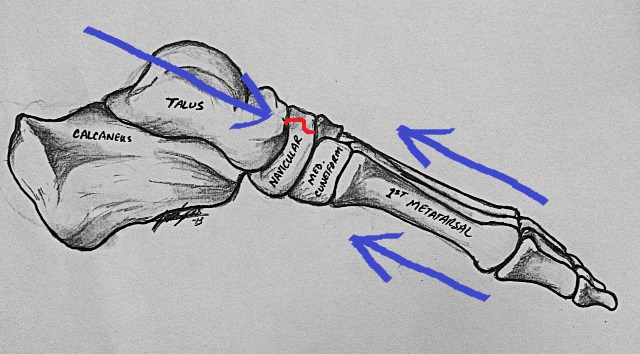 TALUS
CALCANEUS
NAVICULAR
MED.
CUNEIFORM
1ST METATARSAL